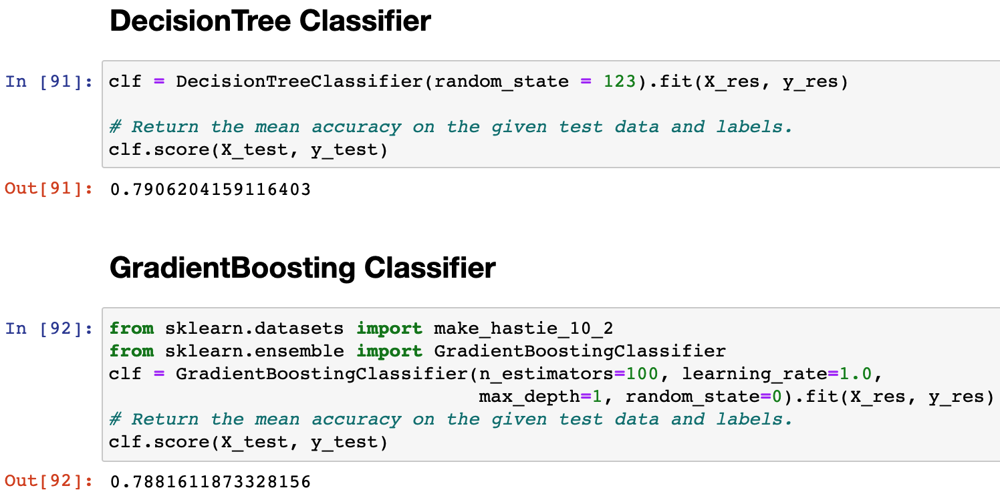 DecisionTree Classifier
In [91]: clf = DecisionTreeClassifier(random_state = 123).fit(X_res, y_res)
# Return the mean accuracy on the given test data and labels.
clf.score(X_test, y_test)
Out[91]: 0.7906204159116403
GradientBoosting Classifier
In [92]: from sklearn.datasets import make_hastie_10_2
from sklearn.ensemble import GradientBoostingClassifier
clf = GradientBoostingClassifier(n_estimators=100, learning_rate=1.0,
max_depth=1, random_state=0).fit(X_res, y_res)
# Return the mean accuracy on the given test data and labels.
clf.score(X_test, y_test)
Out[92]: 0.7881611873328156